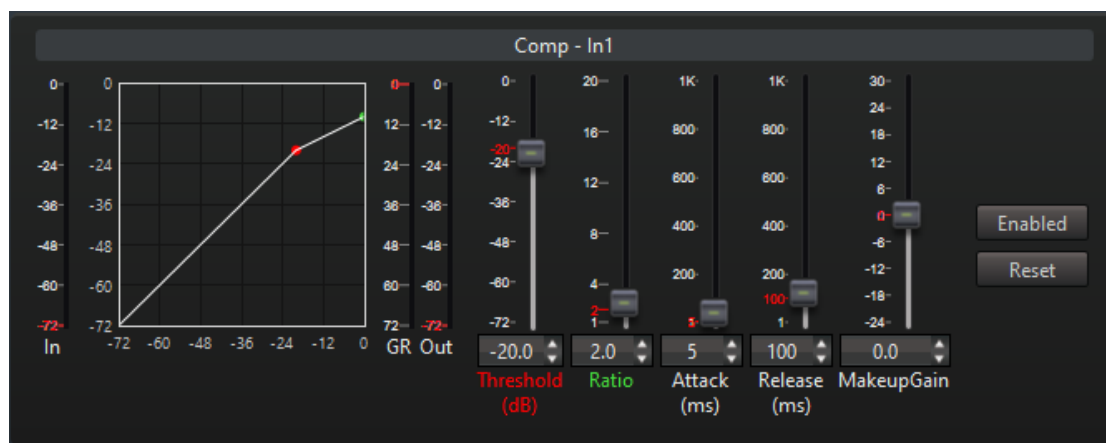 Comp - In1
0 0 0 0 0 20 1K 1K 30
-12 -12 12 -12 -12 16 800 800 24
18
-20
-24 -24 24 -24 -24 12 600 600 12
6
-36 -36 36 -36 -36 8 400 400 0
-6
Enabled
-48 -48 48 -48 -48 4 200 200 -12
Reset
-60 -60 60 -60 -60 2 100 -18
-72 -72 72 -72 -72 1 5 1 -24
In -72 -60 -48 -36 -24 -12 0 GR Out
-20.0 2.0 5 100 0.0
Threshold Ratio Attack Release MakeupGain
(dB) (ms) (ms)